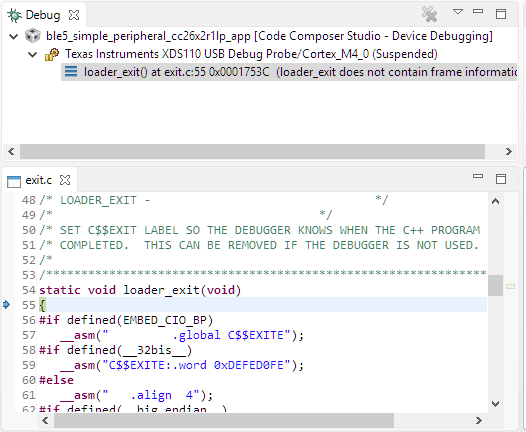 Debug
ble5_simple_peripheral_cc26x2r1lp_app [Code Composer Studio - Device Debugging]
Texas Instruments XDS110 USB Debug Probe/Cortex_M4_0 (Suspended)
loader_exit() at exit.c:55 0x0001753C (loader_exit does not contain frame informatio
exit.c
48 /* LOADER_EXIT - */
49 /* */
50 /* SET C$$EXIT LABEL SO THE DEBUGGER KNOWS WHEN THE C++ PROGRAM
51 /* COMPLETED. THIS CAN BE REMOVED IF THE DEBUGGER IS NOT USED.
52 /*
53 /****************************************************************
54 static void loader_exit(void)
55 {
56 #if defined(EMBED_CIO_BP)
57 __asm(" .global C$$EXITE");
58 #if defined(__32bis__)
59 __asm("C$$EXITE:.word 0xDEFED0FE");
60 #else
61 __asm(" .align 4");
62 #if defined(__big_endian__)